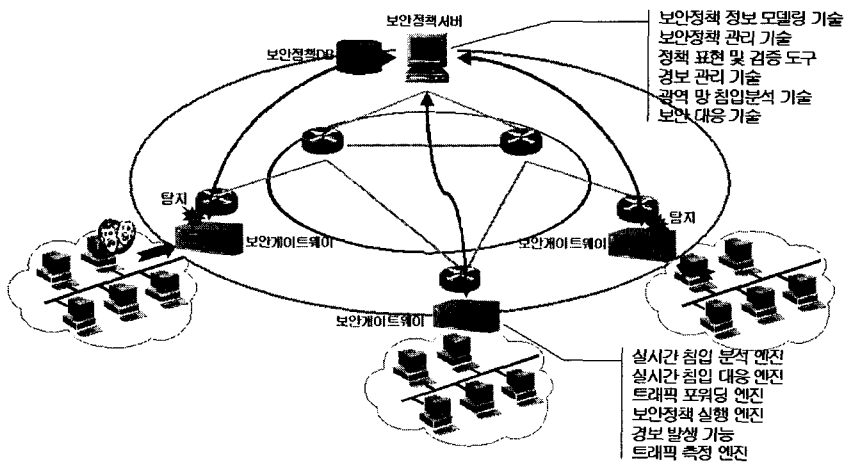 보안정책서버
보안정책DB
보안정책 정보 모델링 기술
보안정책 관리 기술
정책 표현 및 검증 도구
경보 관리 기술
광역 망 침입분석 기술
보안 대응 기술
탐지
보안게이트웨이
탐지
보안게이트웨이
보안게이트웨이
실시간 침입 분석 엔진
실시간 침입 대응 엔진
트래픽 포워딩 엔진
보안정책 실행 엔진
경보 발생 기능
트래픽 측정 엔진